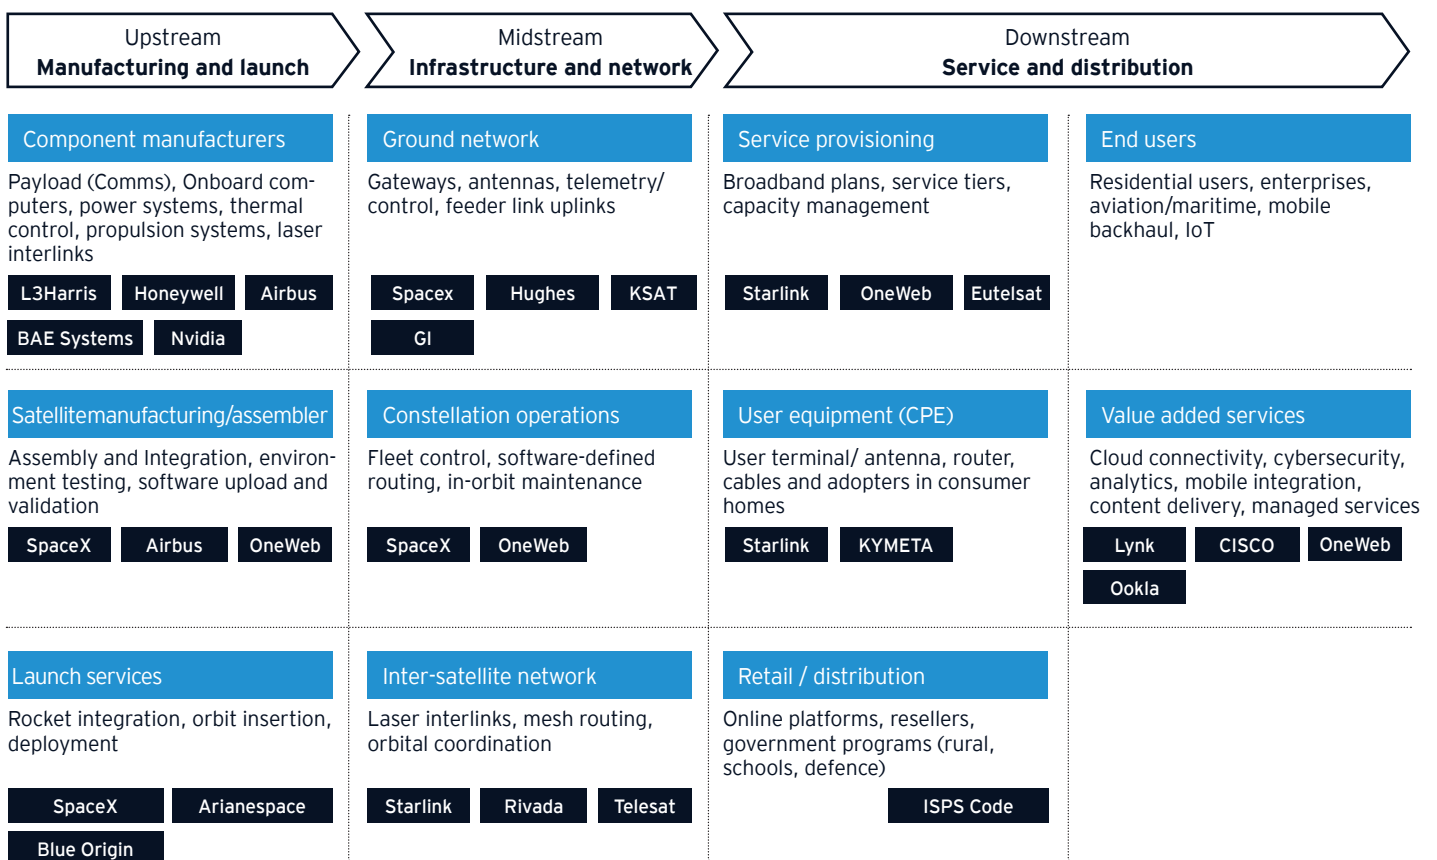 Upstream
Manufacturing and launch
Midstream
Infrastructure and network
Downstream
Service and distribution
Component manufacturers
Payload (Comms), Onboard com-
puters, power systems, thermal
control, propulsion systems, laser
interlinks
L3Harris
Honeywell
Airbus
BAE Systems
Nvidia
Ground network
Gateways, antennas, telemetry/
control, feeder link uplinks
Spacex
Hughes
KSAT
GI
Service provisioning
Broadband plans, service tiers,
capacity management
Starlink
OneWeb
Eutelsat
End users
Residential users, enterprises,
aviation/maritime, mobile
backhaul, IoT
Satellitemanufacturing/assembler
Assembly and Integration, environ-
ment testing, software upload and
validation
SpaceX
Airbus
OneWeb
Constellation operations
Fleet control, software-defined
routing, in-orbit maintenance
SpaceX
OneWeb
User equipment (CPE)
User terminal/ antenna, router,
cables and adopters in consumer
homes
Starlink
KYMETA
Value added services
Cloud connectivity, cybersecurity,
analytics, mobile integration,
content delivery, managed services
Lynk
CISCO
OneWeb
Ookla
Launch services
Rocket integration, orbit insertion,
deployment
SpaceX
Arianespace
Blue Origin
Inter-satellite network
Laser interlinks, mesh routing,
orbital coordination
Starlink
Rivada
Telesat
Retail / distribution
Online platforms, resellers,
government programs (rural,
schools, defence)
ISPS Code